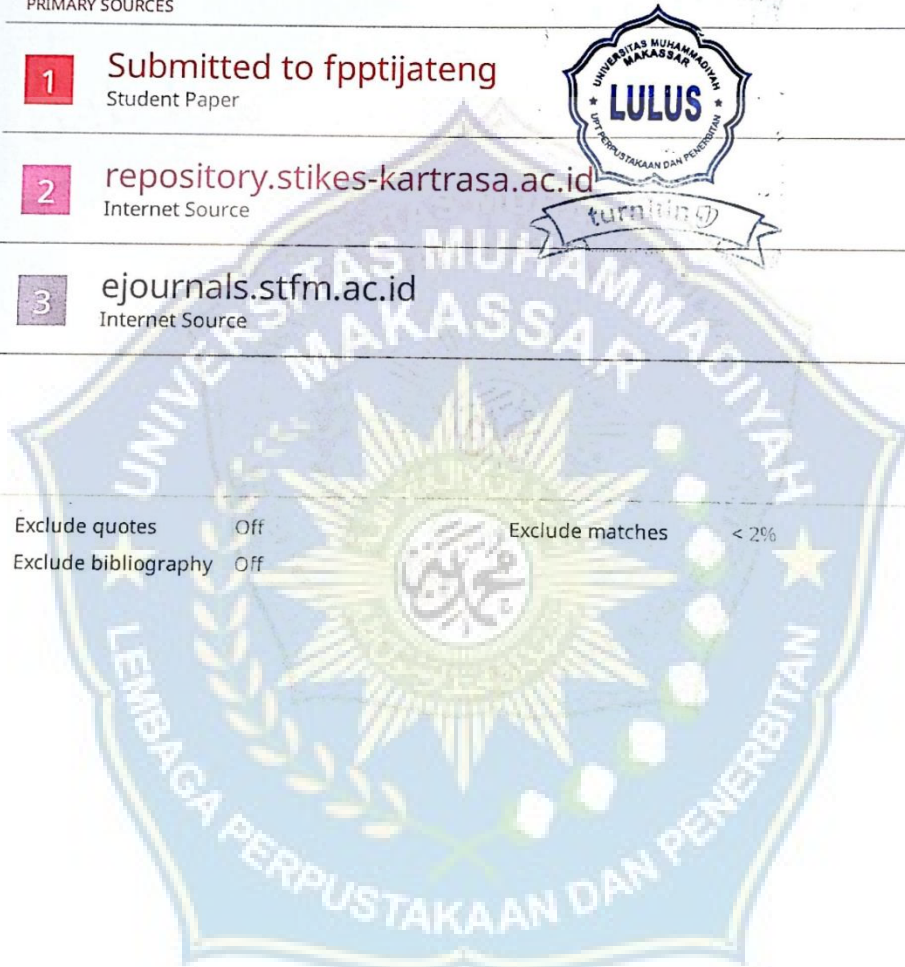 PRIMARY SOURCES
1
Submitted to fpptijateng
Student Paper
UNIVERSITAS MUHAMMADIYAH
MAKASSAR
LULUS
UPT PERPUSTAKAAN DAN PENERBITAN
turnitin
2
repository.stikes-kartrasa.ac.id
Internet Source
3
ejournals.stfm.ac.id
Internet Source
UNIVERSITAS MUHAMMADIYAH
MAKASSAR
Exclude quotes Off
Exclude matches < 2%
Exclude bibliography Off
LEMBAGA PERPUSTAKAAN DAN PENERBITAN